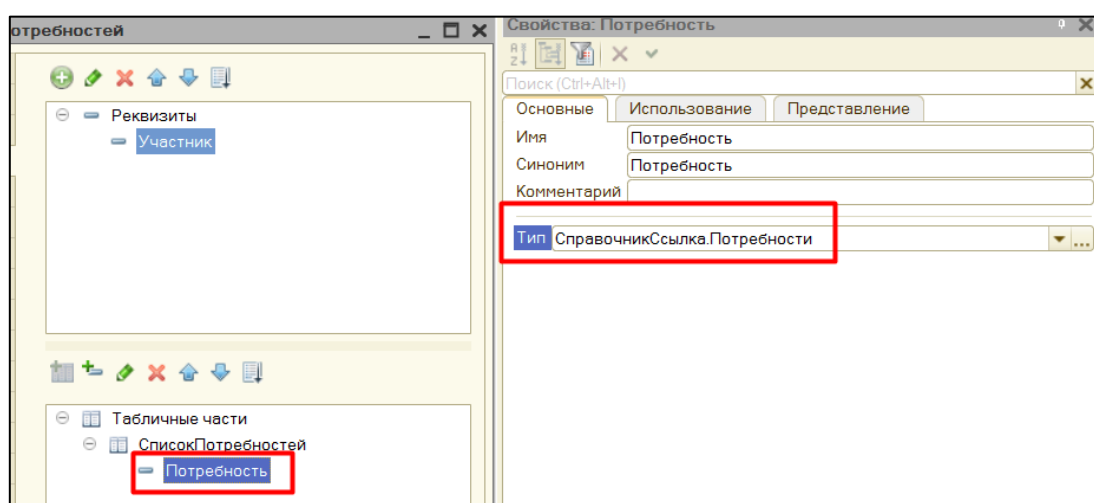 отребностей
Реквизиты
Участник
Табличные части
СписокПотребностей
Потребность
Свойства: Потребность
Поиск (Ctrl+Alt+I)
Основные Использование Представление
Имя Потребность
Синоним Потребность
Комментарий
Тип СправочникСсылка.Потребности ...